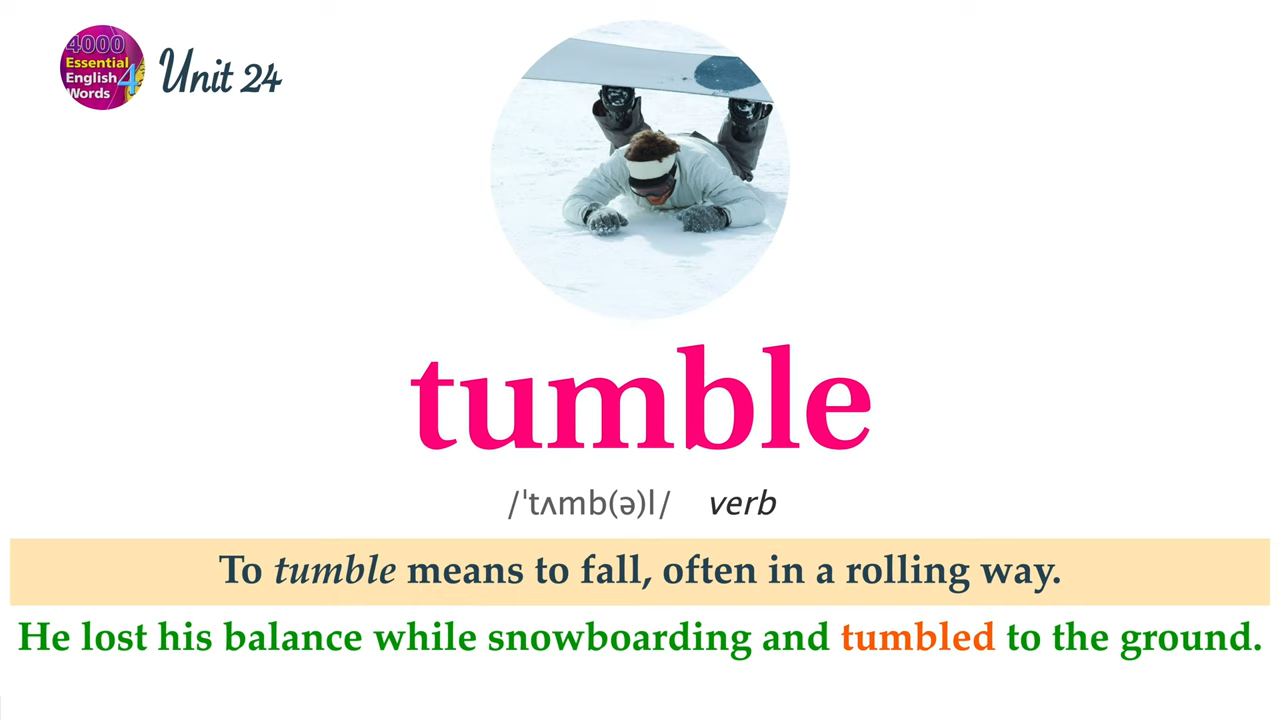 4000
Essential
English
Words 4
Unit 24
tumble
/ˈtʌmb(ə)l/ verb
To tumble means to fall, often in a rolling way.
He lost his balance while snowboarding and tumbled to the ground.